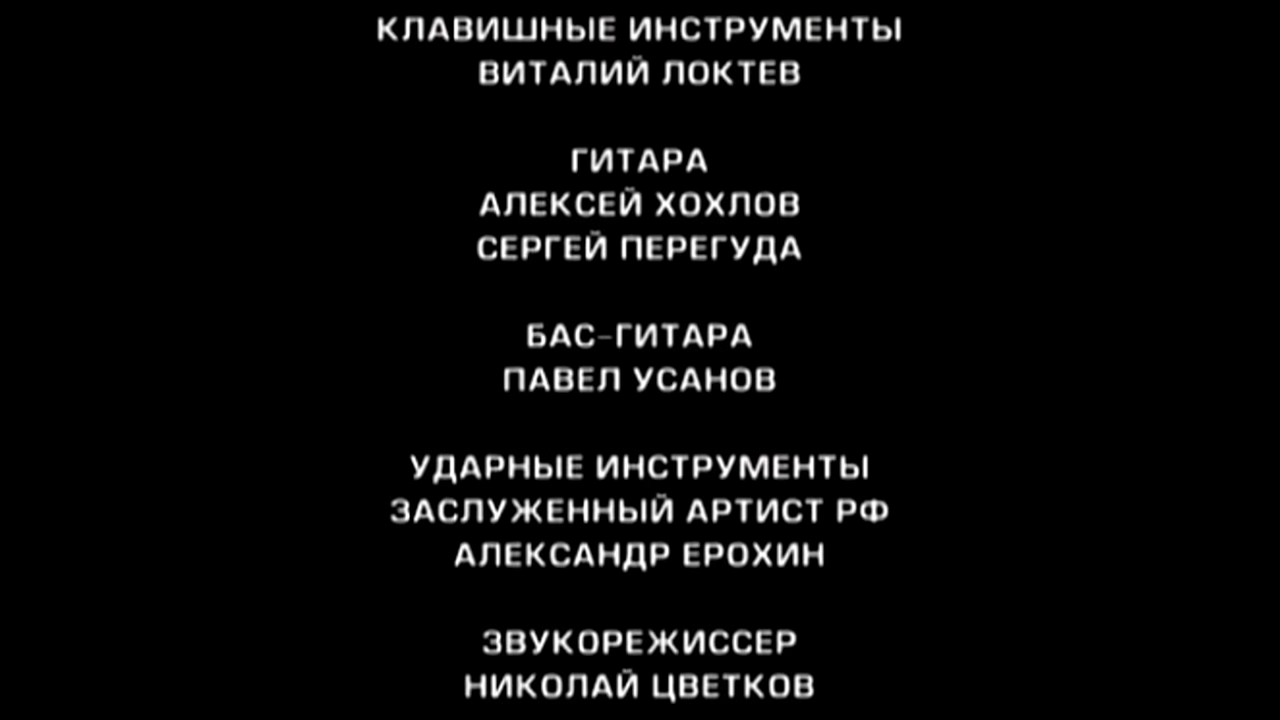 КЛАВИШНЫЕ ИНСТРУМЕНТЫ
ВИТАЛИЙ ЛОКТЕВ
ГИТАРА
АЛЕКСЕЙ ХОХЛОВ
СЕРГЕЙ ПЕРЕГУДА
БАС-ГИТАРА
ПАВЕЛ УСАНОВ
УДАРНЫЕ ИНСТРУМЕНТЫ
ЗАСЛУЖЕННЫЙ АРТИСТ РФ
АЛЕКСАНДР ЕРОХИН
ЗВУКОРЕЖИССЕР
НИКОЛАЙ ЦВЕТКОВ